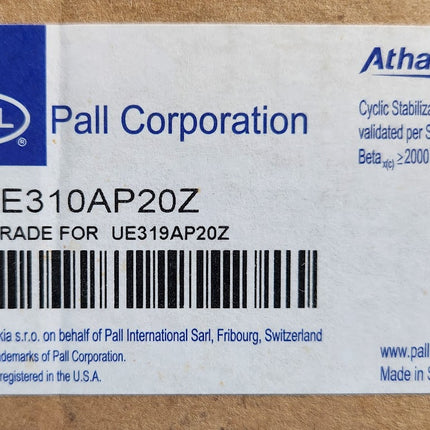 L ®
Pall Corporation
Atha
Cyclic Stabiliza
validated per S
Beta x(c) ≥2000
E310AP20Z
RADE FOR UE319AP20Z
kia s.r.o. on behalf of Pall International Sarl, Fribourg, Switzerland
demarks of Pall Corporation.
registered in the U.S.A.
www.pall
Made in S